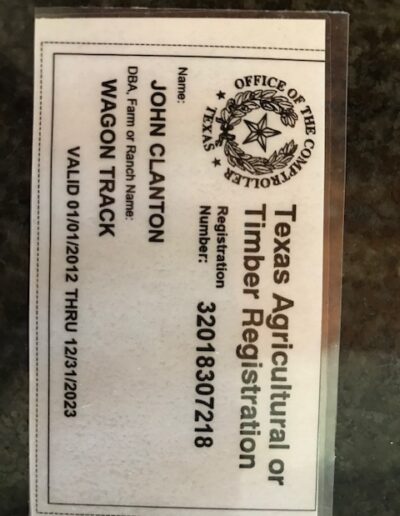 OFFICE OF THE COMPTROLLER
TEXAS
Texas Agricultural or
Timber Registration
Registration
Number: 32018307218
Name:
JOHN CLANTON
DBA, Farm or Ranch Name:
WAGON TRACK
VALID 01/01/2012 THRU 12/31/2023